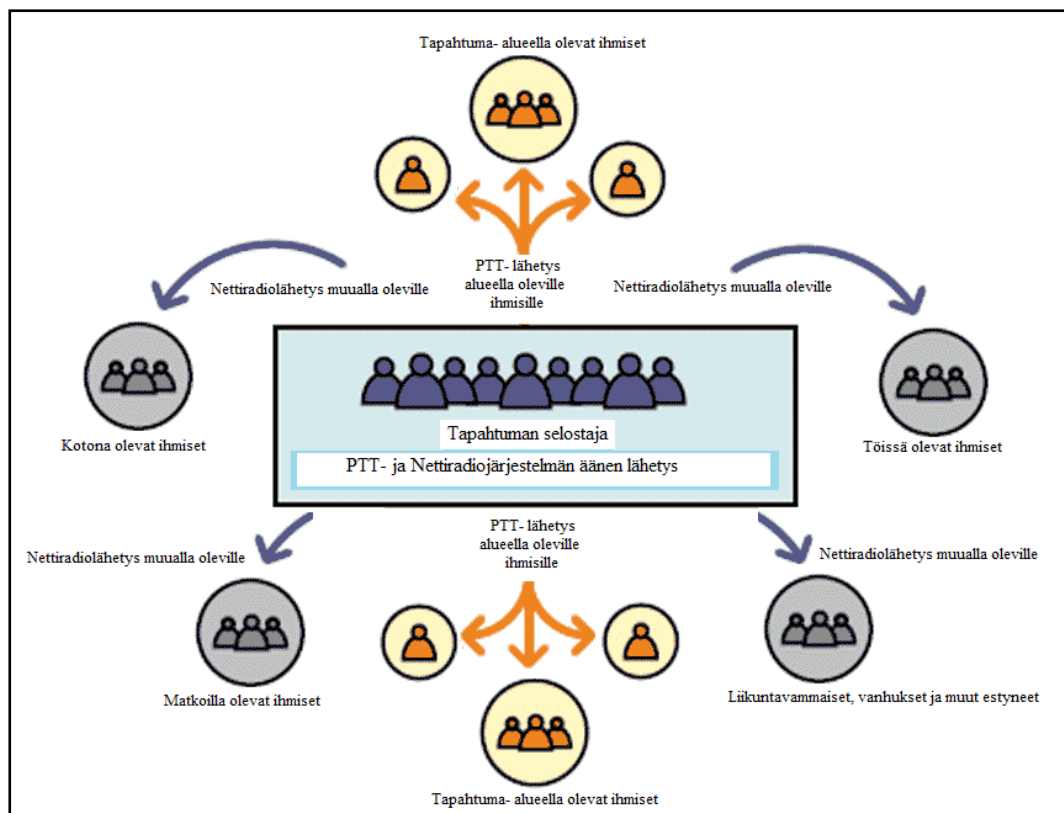 Tapahtuma- alueella olevat ihmiset
PTT- lähetys
alueella oleville
ihmisille
Nettiradiolähetys muualla oleville
Nettiradiolähetys muualla oleville
Kotona olevat ihmiset
Töissä olevat ihmiset
Tapahtuman selostaja
PTT- ja Nettiradiojärjestelmän äänen lähetys
PTT- lähetys
alueella oleville
ihmisille
Nettiradiolähetys muualla oleville
Nettiradiolähetys muualla oleville
Matkoilla olevat ihmiset
Liikuntavammaiset, vanhukset ja muut estyneet
Tapahtuma- alueella olevat ihmiset